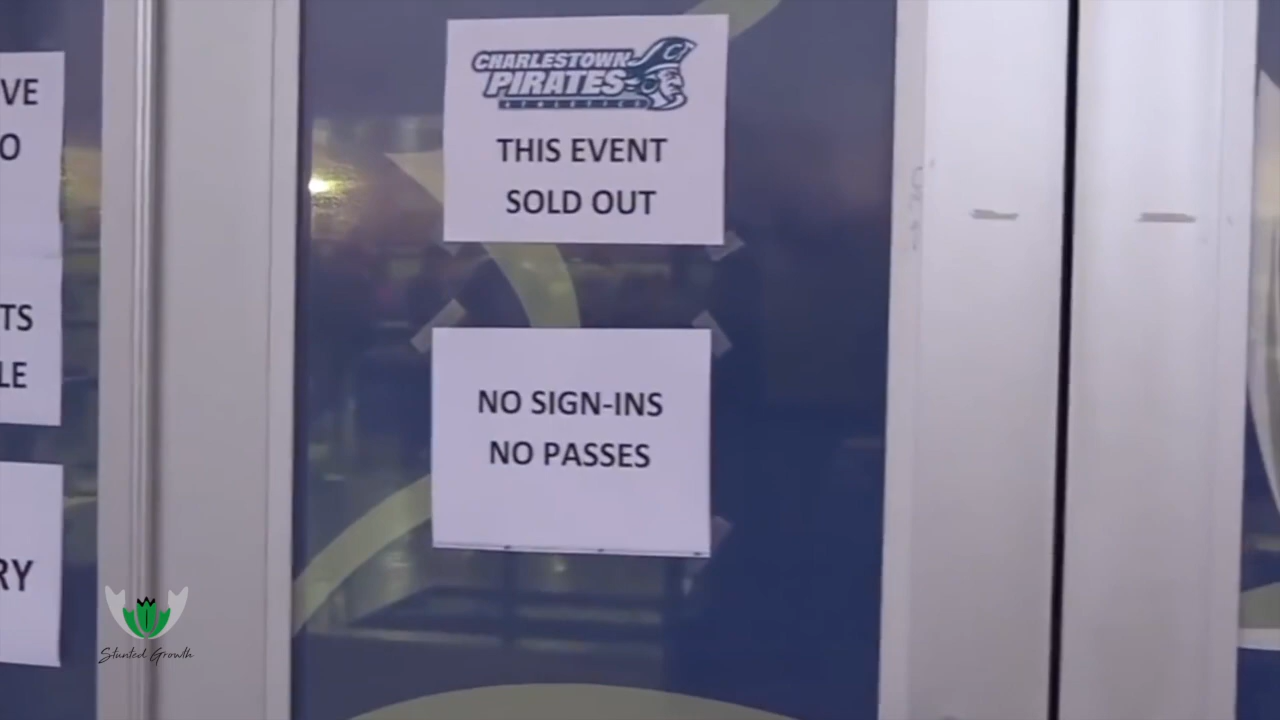 VE
O
TS
LE
RY
CHARLESTOWN
PIRATES
ATHLETICS
THIS EVENT
SOLD OUT
NO SIGN-INS
NO PASSES
Stunted Growth